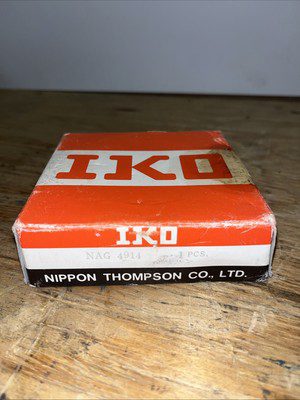 IKO
IKO
NAG 4914 1 PCS.
NIPPON THOMPSON CO., LTD.